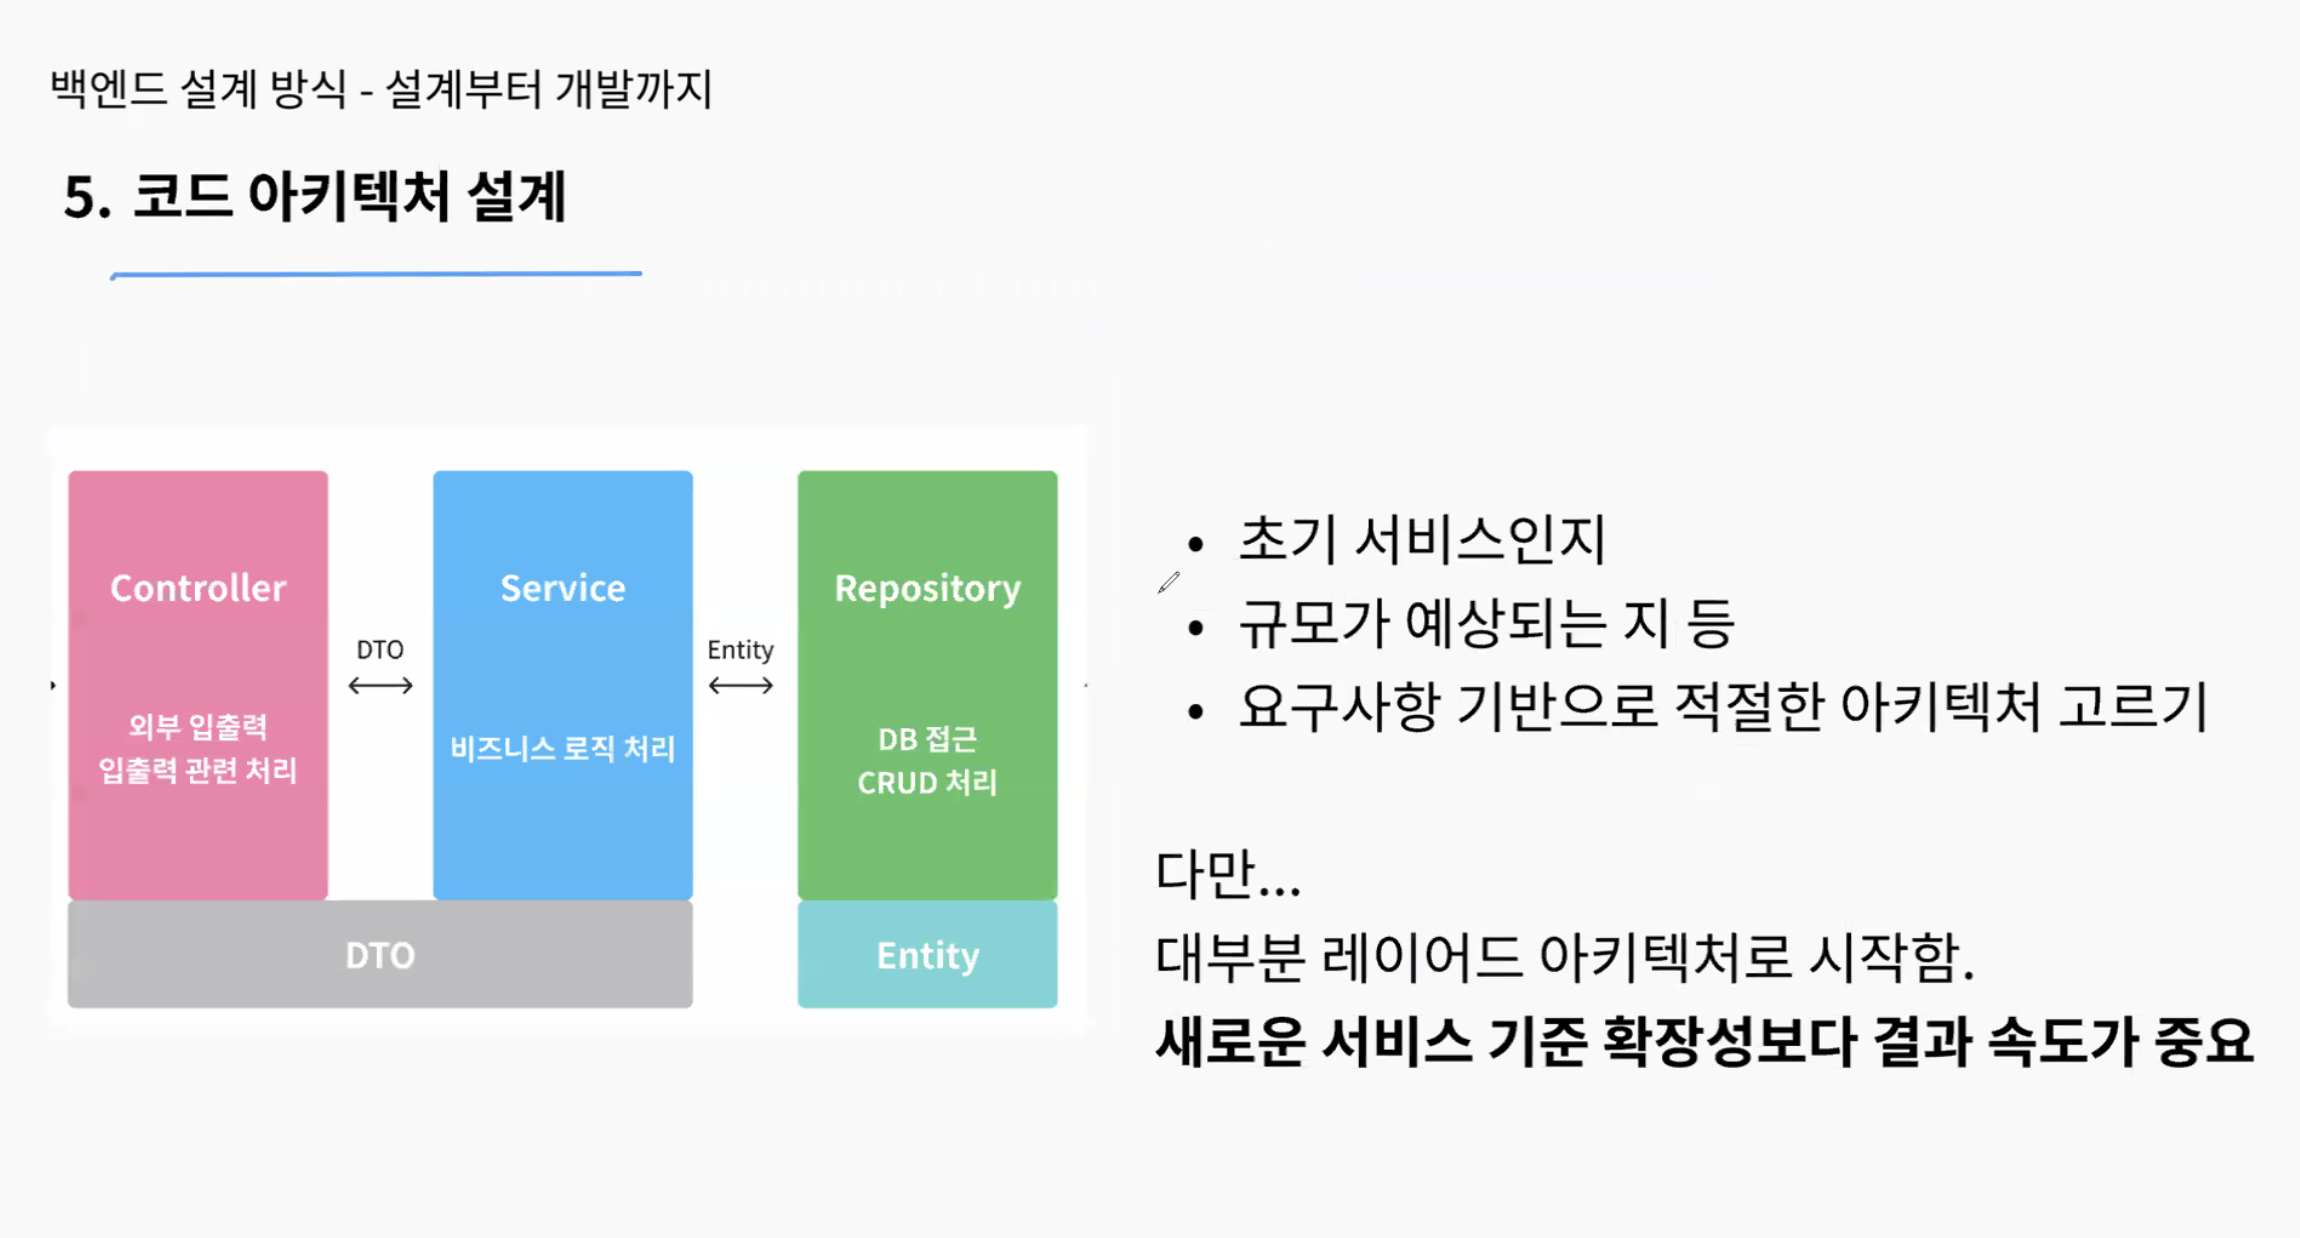 백엔드 설계 방식 - 설계부터 개발까지
5. 코드 아키텍처 설계
Controller
외부 입출력
입출력 관련 처리
DTO
Service
비즈니스 로직 처리
Entity
Repository
DB 접근
CRUD 처리
DTO
Entity
• 초기 서비스인지
• 규모가 예상되는 지 등
• 요구사항 기반으로 적절한 아키텍처 고르기
다만...
대부분 레이어드 아키텍처로 시작함.
새로운 서비스 기준 확장성보다 결과 속도가 중요